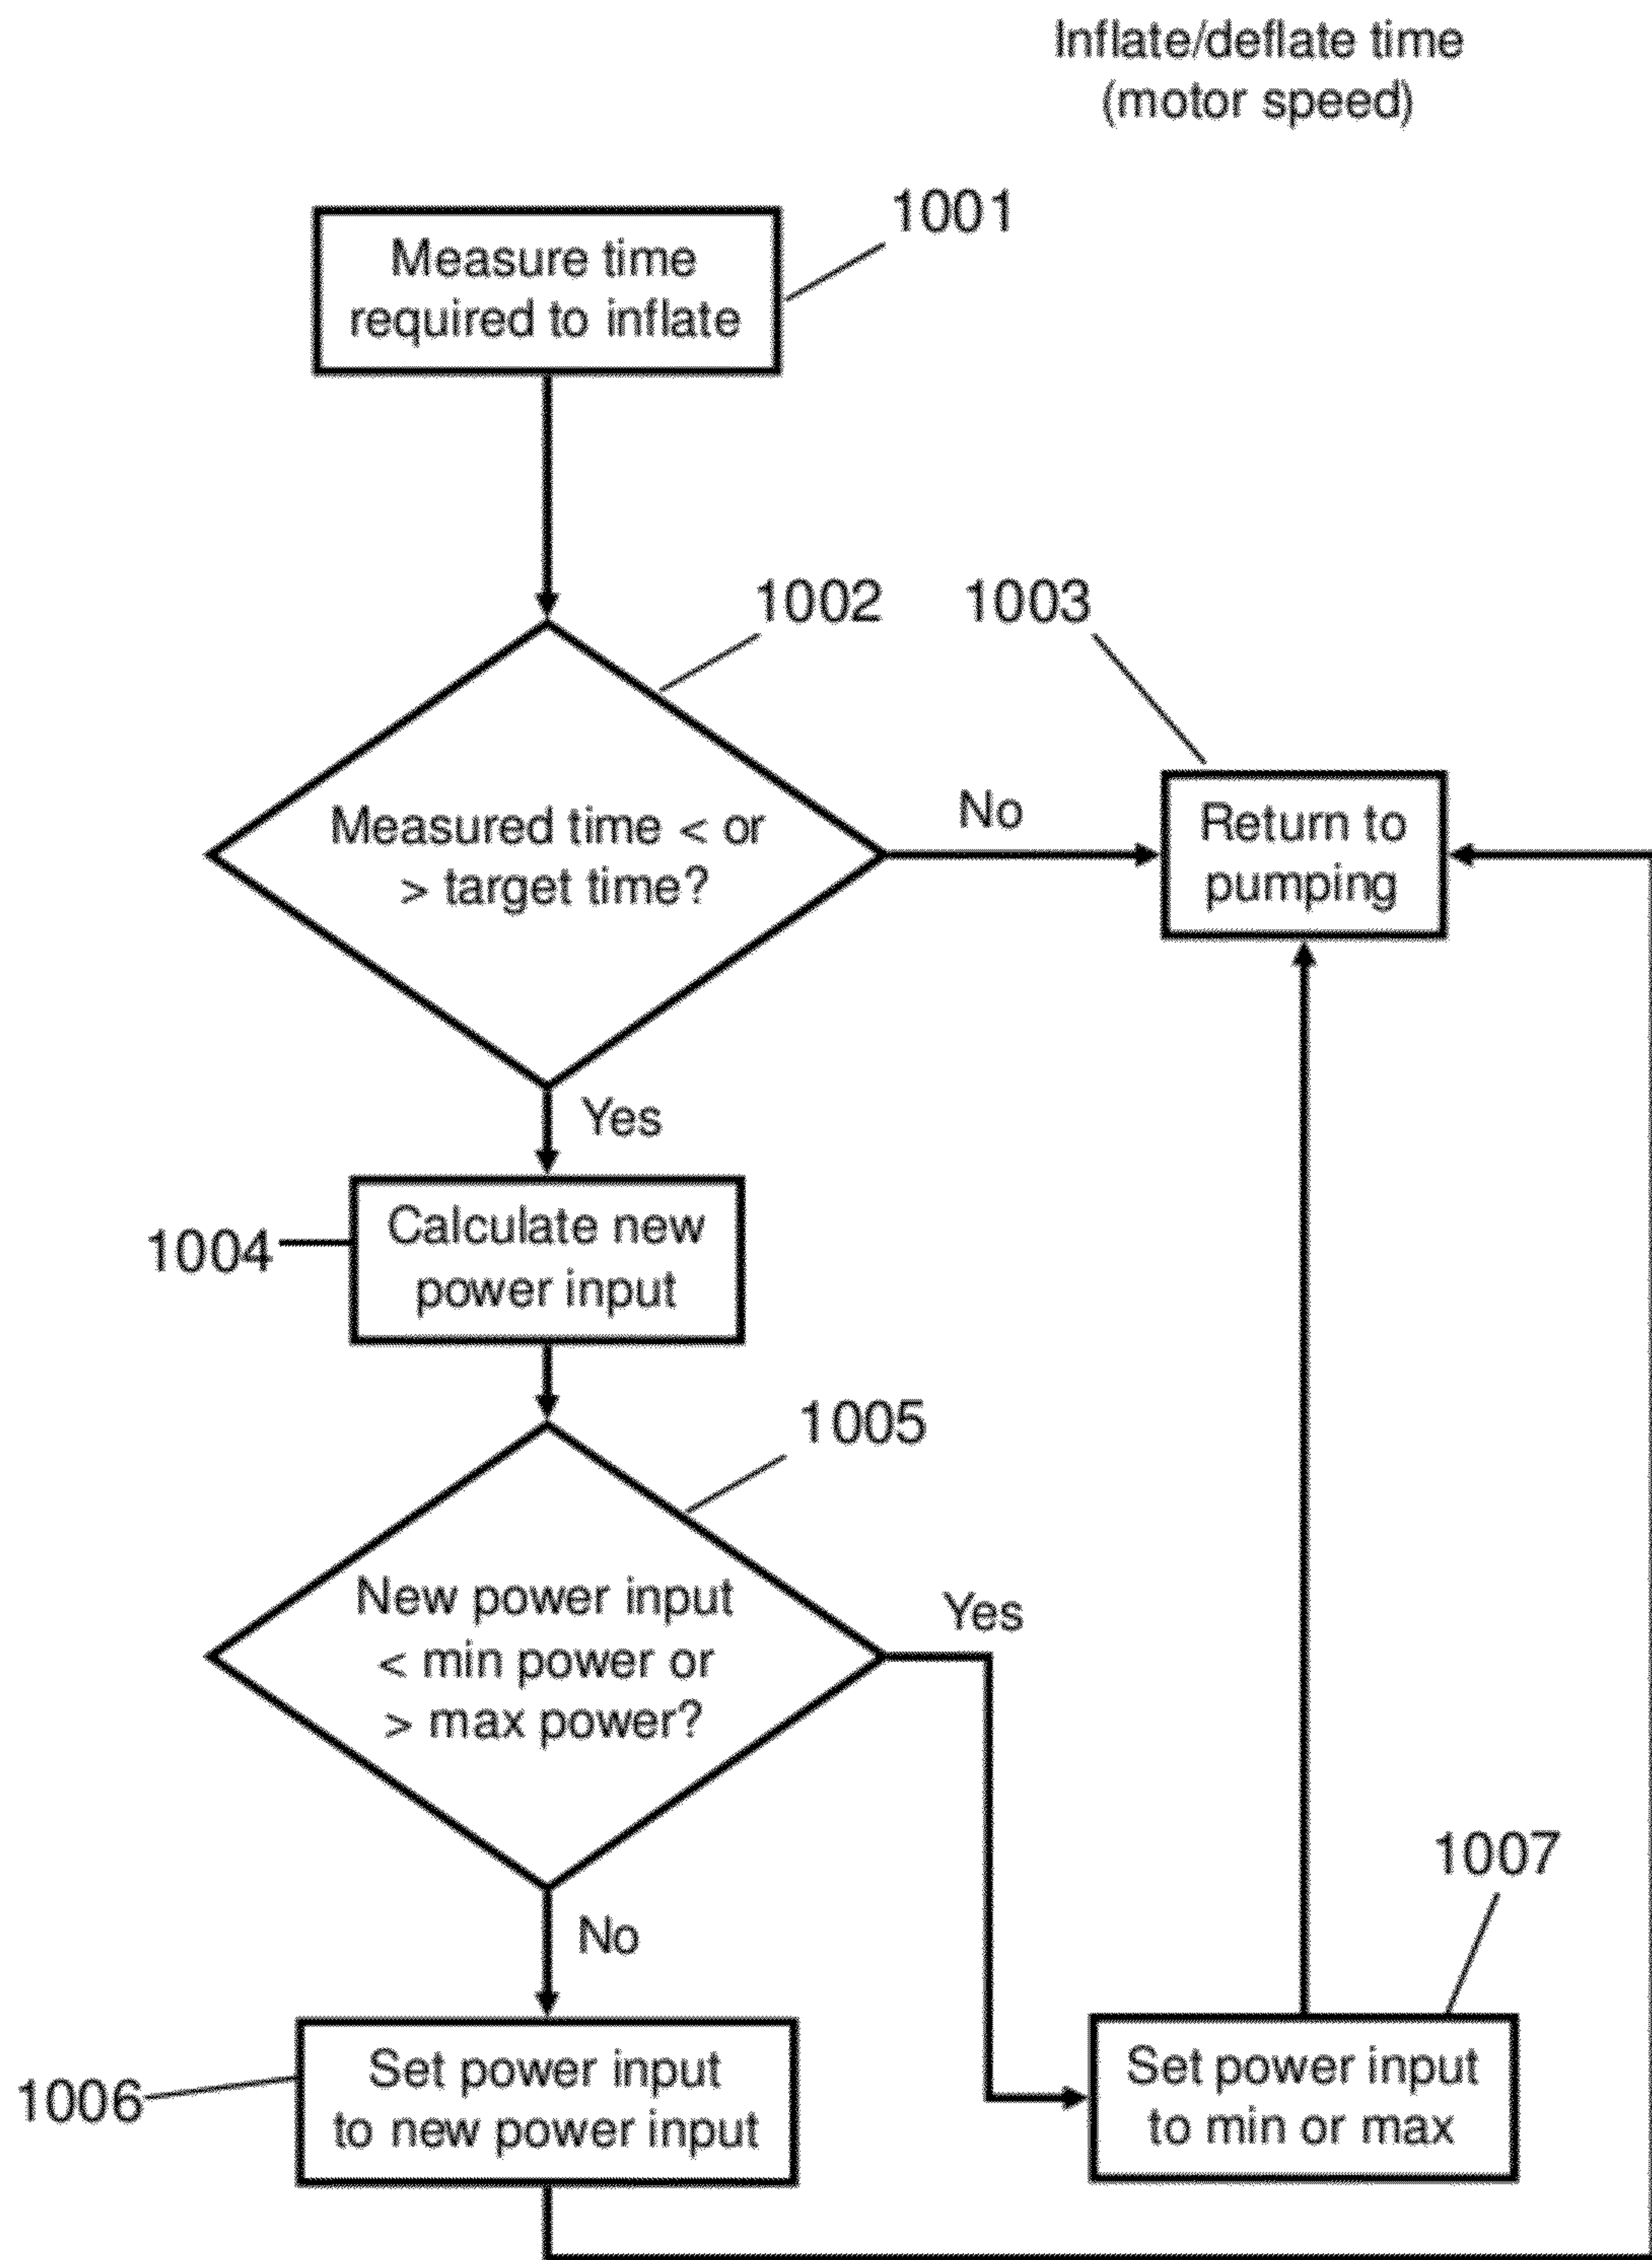 Inflate/deflate time
(motor speed)
1001
Measure time
required to inflate
1002
1003
Measured time < or
> target time?
No
Return to
pumping
Yes
1004
Calculate new
power input
1005
New power input
< min power or
> max power?
Yes
No
1007
1006
Set power input
to new power input
Set power input
to min or max